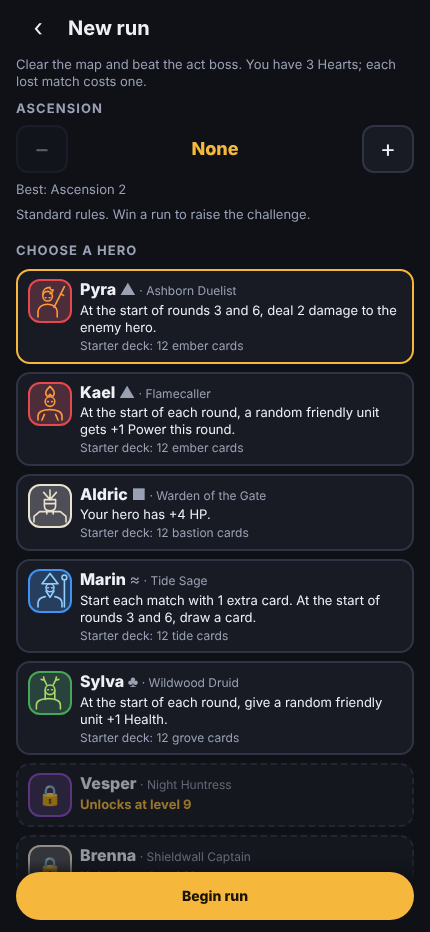 New run
Clear the map and beat the act boss. You have 3 Hearts; each
lost match costs one.
ASCENSION
− None +
Best: Ascension 2
Standard rules. Win a run to raise the challenge.
CHOOSE A HERO
Pyra ▲ · Ashborn Duelist
At the start of rounds 3 and 6, deal 2 damage to the
enemy hero.
Starter deck: 12 ember cards
Kael ▲ · Flamecaller
At the start of each round, a random friendly unit
gets +1 Power this round.
Starter deck: 12 ember cards
Aldric ■ · Warden of the Gate
Your hero has +4 HP.
Starter deck: 12 bastion cards
Marin ≈ · Tide Sage
Start each match with 1 extra card. At the start of
rounds 3 and 6, draw a card.
Starter deck: 12 tide cards
Sylva ♣ · Wildwood Druid
At the start of each round, give a random friendly
unit +1 Health.
Starter deck: 12 grove cards
Vesper · Night Huntress
Unlocks at level 9
Brenna · Shieldwall Captain
Begin run